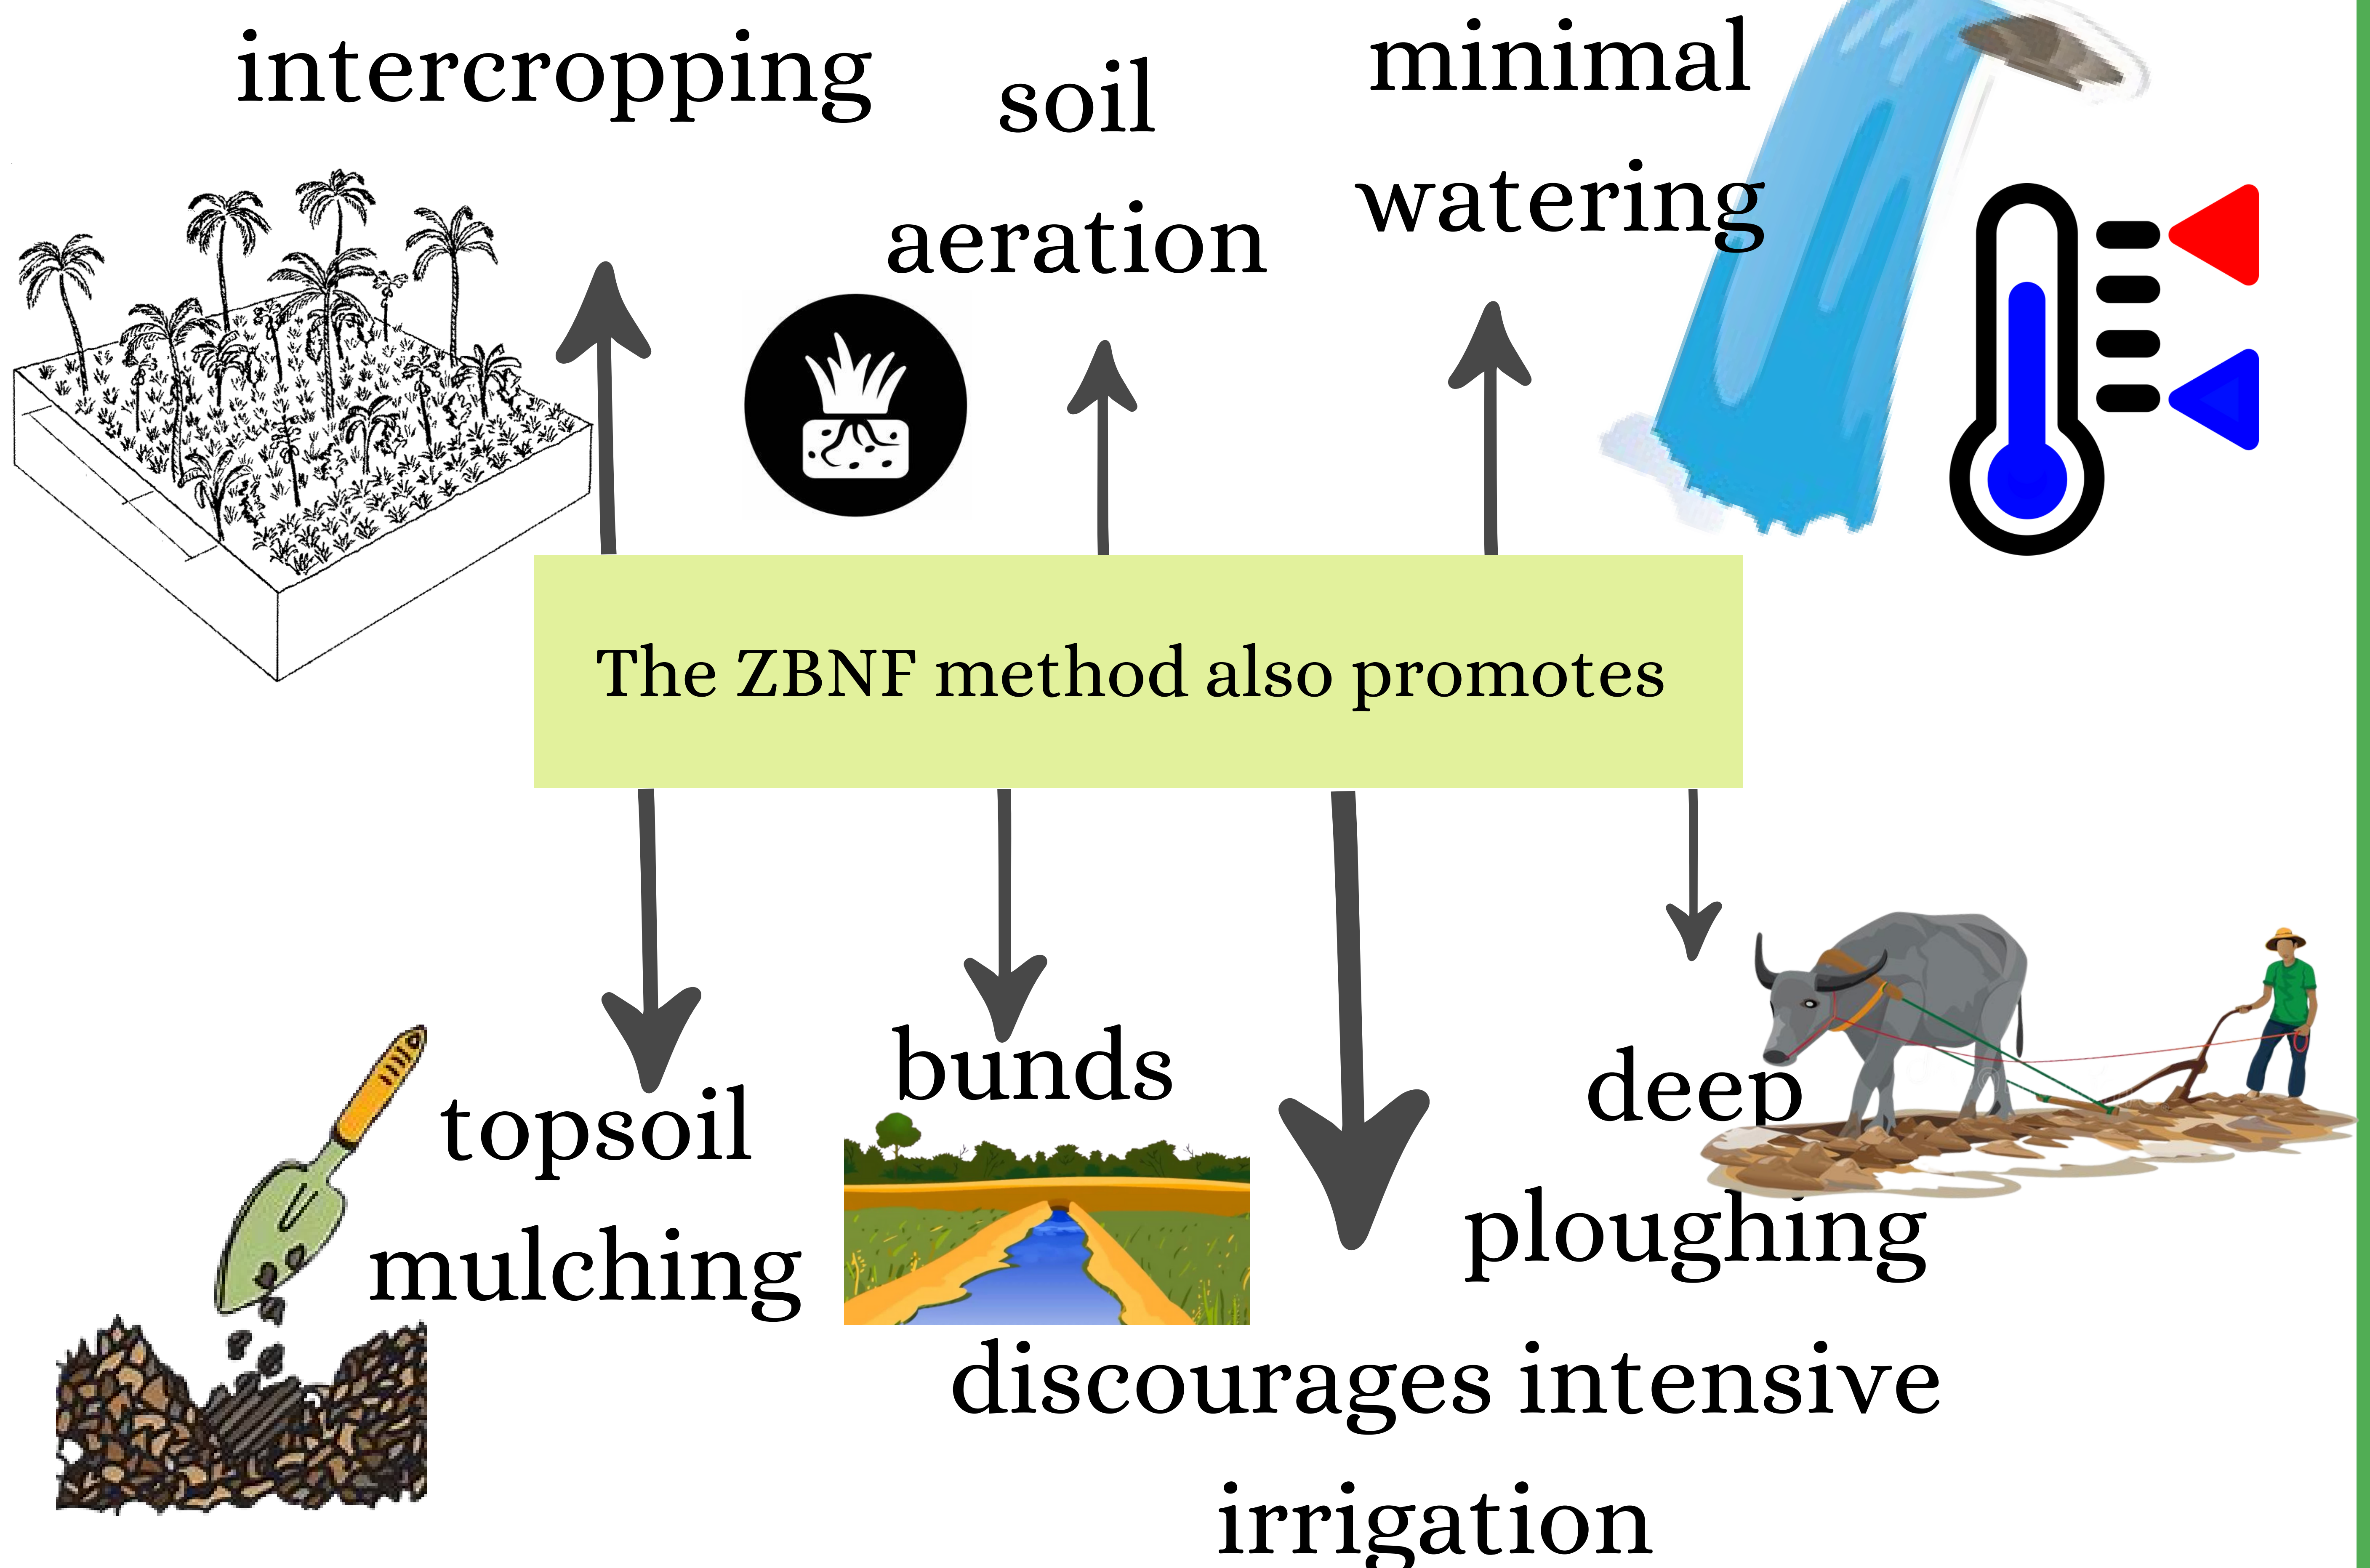 intercropping
soil
aeration
minimal
watering
The ZBNF method also promotes
topsoil
mulching
bunds
deep
ploughing
discourages intensive
irrigation